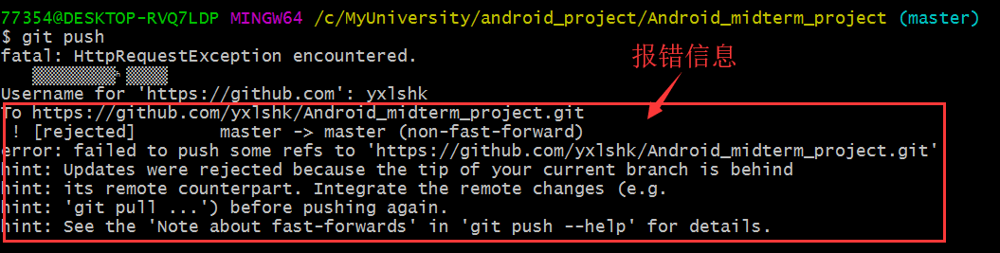 77354@DESKTOP-RVQ7LDP MINGW64 /c/MyUniversity/android_project/Android_midterm_project (master)
$ git push
fatal: HttpRequestException encountered.
报错信息
Username for 'https://github.com': yxlshk
To https://github.com/yxlshk/Android_midterm_project.git
! [rejected] master -> master (non-fast-forward)
error: failed to push some refs to 'https://github.com/yxlshk/Android_midterm_project.git'
hint: Updates were rejected because the tip of your current branch is behind
hint: its remote counterpart. Integrate the remote changes (e.g.
hint: 'git pull ...') before pushing again.
hint: See the 'Note about fast-forwards' in 'git push --help' for details.